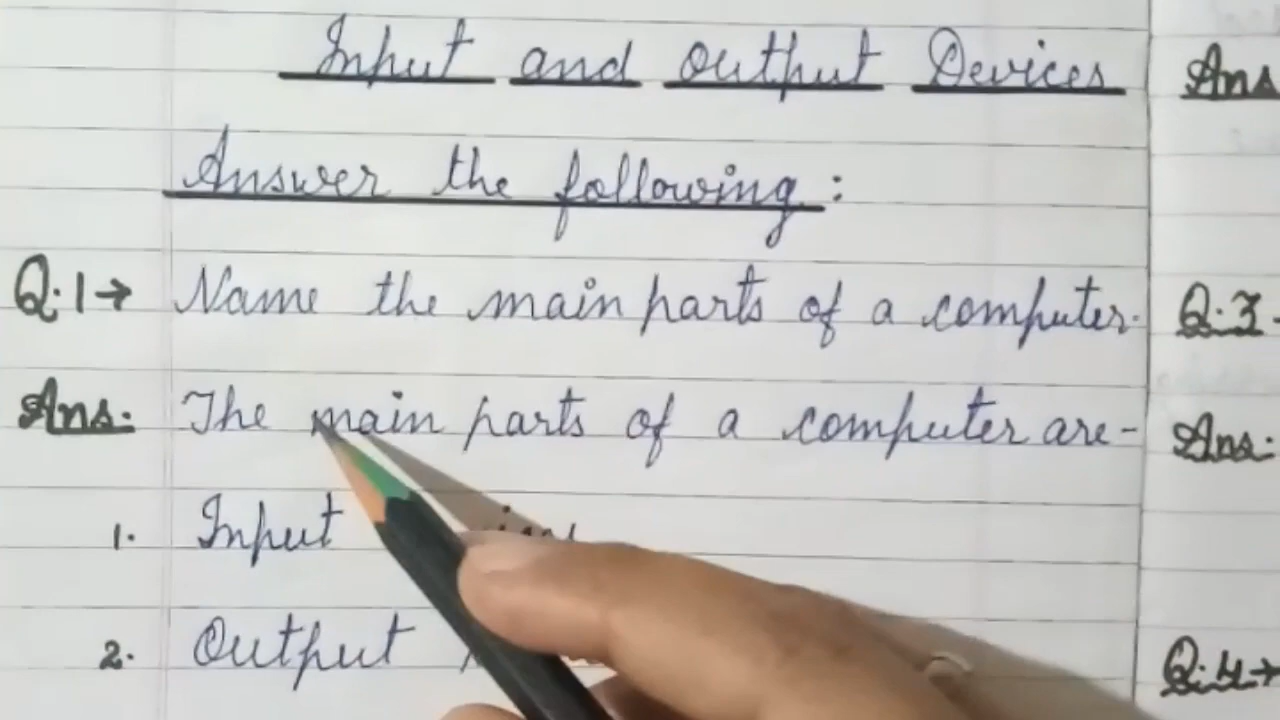 Input and Output Devices
Answer the following :
Q.1→ Name the main parts of a computer.
Ans. The main parts of a computer are-
1. Input
2. Output
Ans
Q.3
Ans.
Q.4→